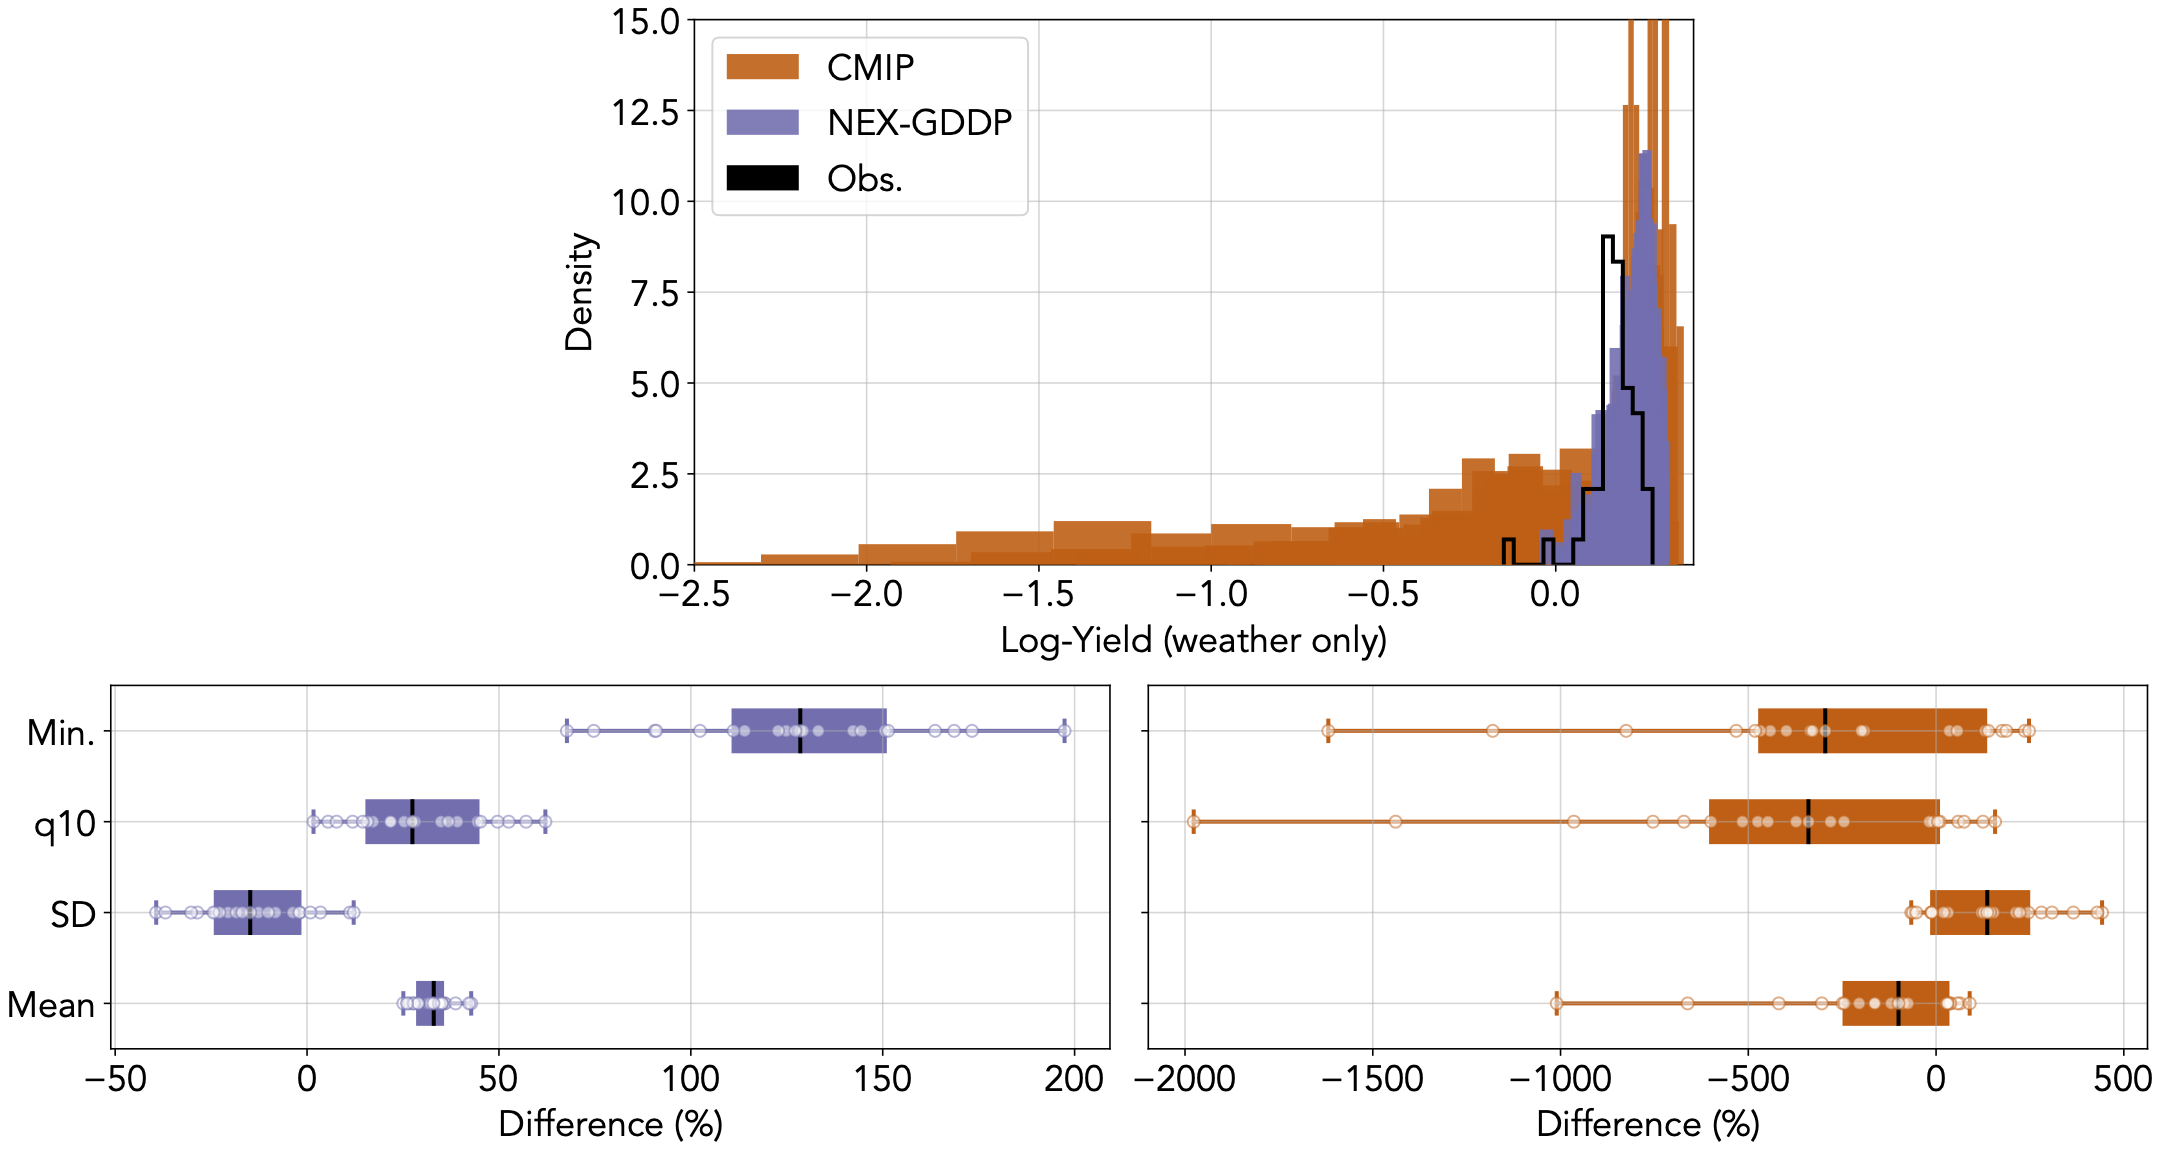 15.0
12.5
10.0
7.5
5.0
2.5
0.0
Density
CMIP
NEX-GDDP
Obs.
−2.5 −2.0 −1.5 −1.0 −0.5 0.0
Log-Yield (weather only)
Min.
q10
SD
Mean
−50 0 50 100 150 200
Difference (%)
−2000 −1500 −1000 −500 0 500
Difference (%)